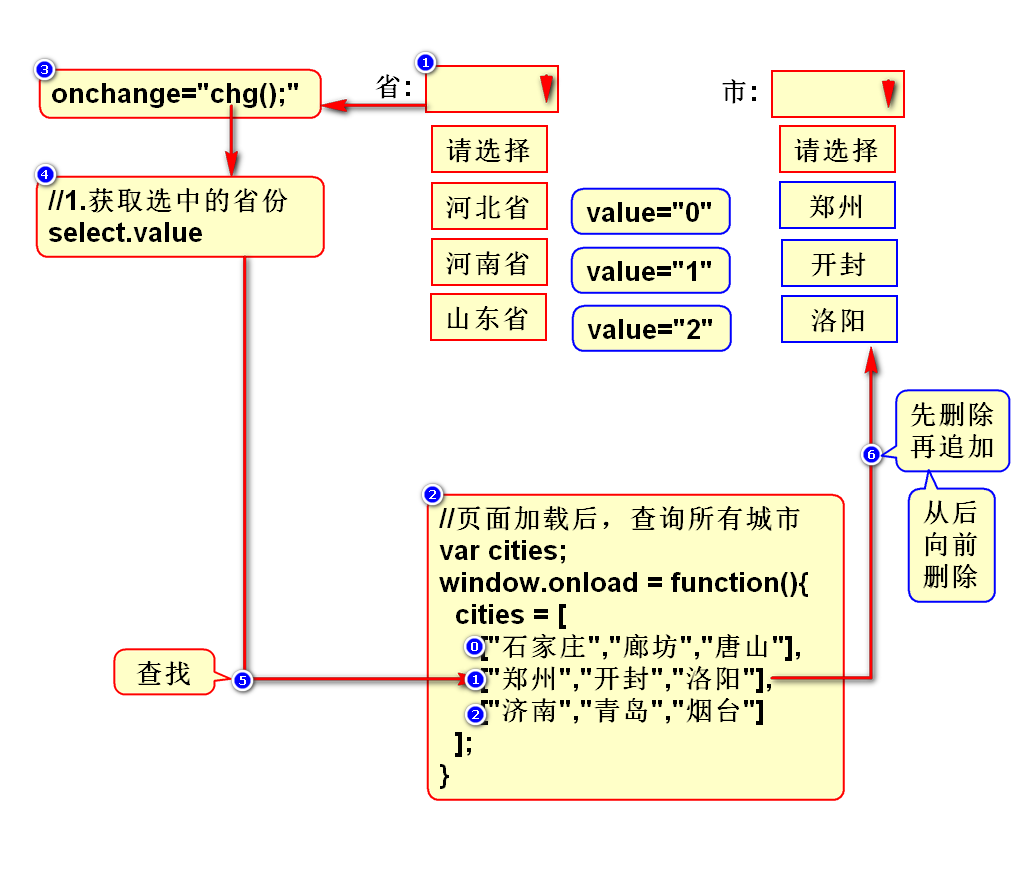 ③
onchange="chg();"
①
省：
市：
④
//1.获取选中的省份
select.value
请选择
河北省
河南省
山东省
value="0"
value="1"
value="2"
请选择
郑州
开封
洛阳
⑥
先删除
再追加
从后
向前
删除
②
//页面加载后，查询所有城市
var cities;
window.onload = function(){
cities = [
⓪ ["石家庄","廊坊","唐山"],
① ["郑州","开封","洛阳"],
② ["济南","青岛","烟台"]
];
}
查找
⑤